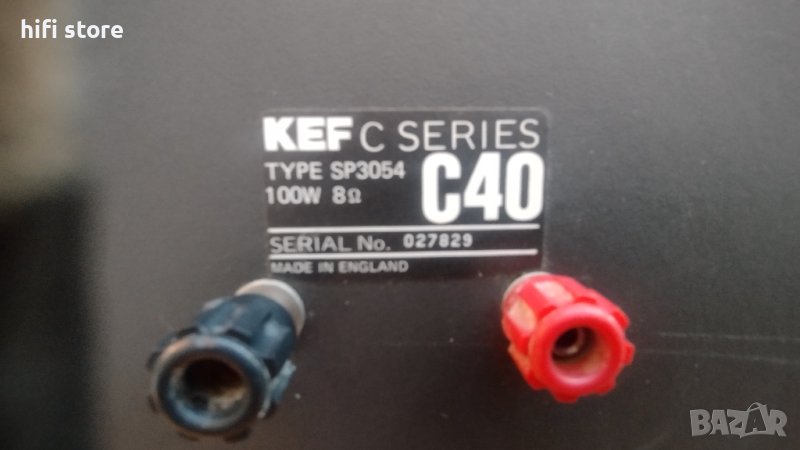 hifi store
KEF C SERIES
TYPE SP3054
100W 8Ω
C40
SERIAL No. 027829
MADE IN ENGLAND
BAZAR